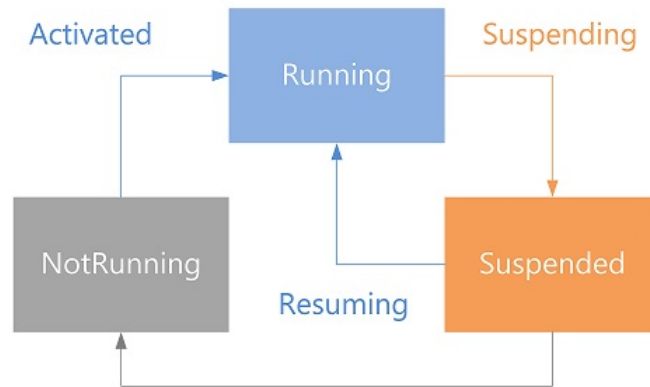 Activated
Suspending
Running
NotRunning
Suspended
Resuming